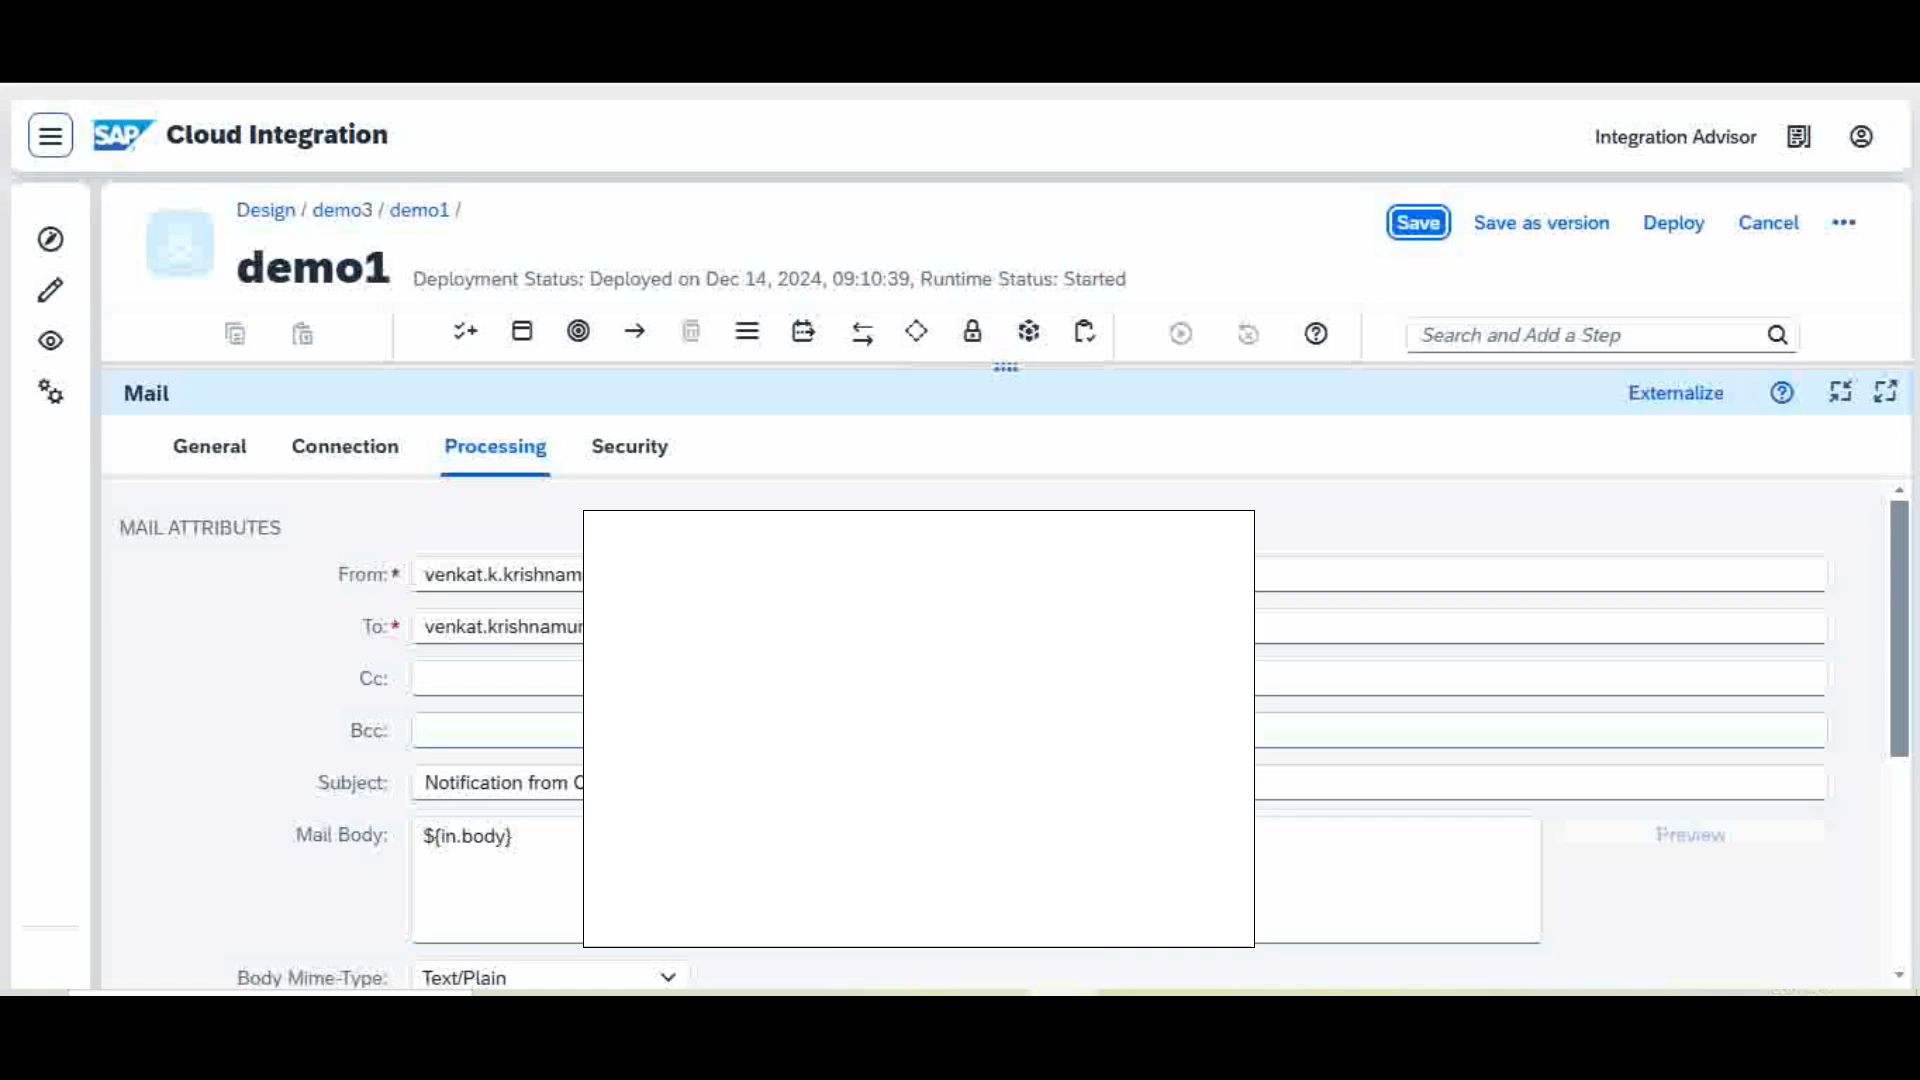 SAP Cloud Integration
Integration Advisor
Design / demo3 / demo1 /
Save Save as version Deploy Cancel
demo1 Deployment Status: Deployed on Dec 14, 2024, 09:10:39, Runtime Status: Started
Search and Add a Step
Mail Externalize
General Connection Processing Security
MAIL ATTRIBUTES
From:* venkat.k.krishnam
To:* venkat.krishnamur
Cc:
Bcc:
Subject: Notification from
Mail Body: ${in.body}
Preview
Body Mime-Type: Text/Plain